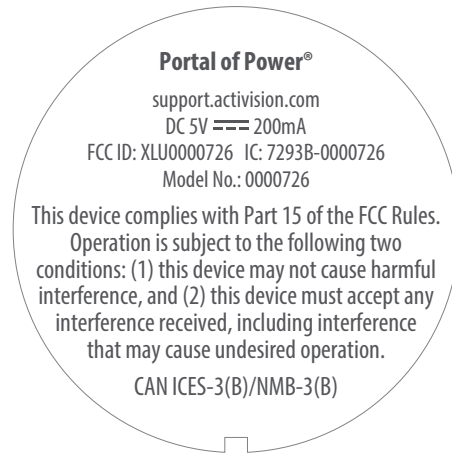 Portal of Power®
support.activision.com
DC 5V ⎓ 200mA
FCC ID: XLU0000726 IC: 7293B-0000726
Model No.: 0000726
This device complies with Part 15 of the FCC Rules.
Operation is subject to the following two
conditions: (1) this device may not cause harmful
interference, and (2) this device must accept any
interference received, including interference
that may cause undesired operation.
CAN ICES-3(B)/NMB-3(B)